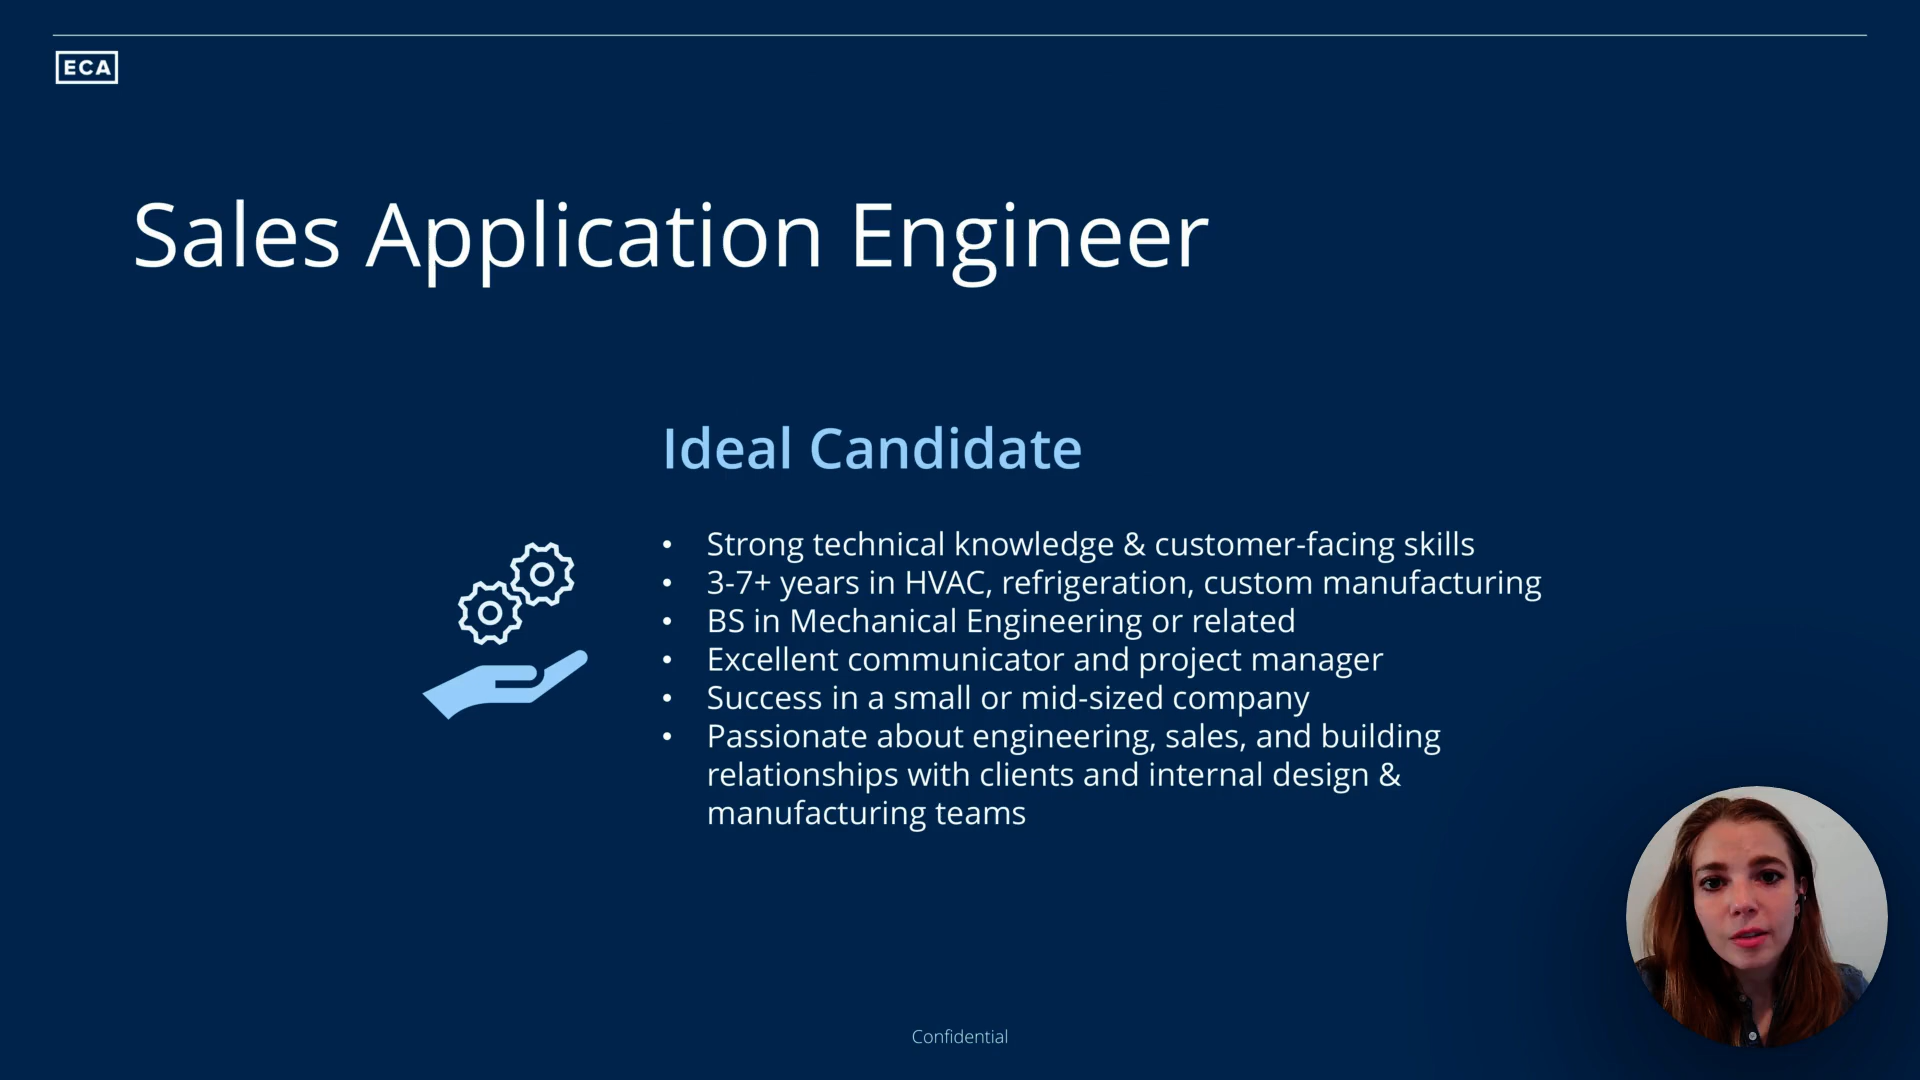 ECA
Sales Application Engineer
Ideal Candidate
• Strong technical knowledge & customer-facing skills
• 3-7+ years in HVAC, refrigeration, custom manufacturing
• BS in Mechanical Engineering or related
• Excellent communicator and project manager
• Success in a small or mid-sized company
• Passionate about engineering, sales, and building
relationships with clients and internal design &
manufacturing teams
Confidential